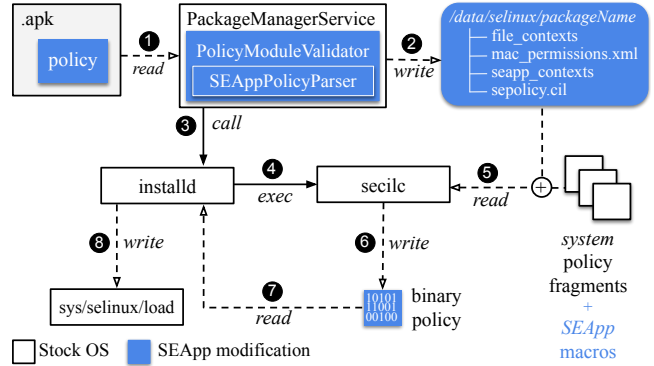 .apk
policy
1
read
PackageManagerService
PolicyModuleValidator
SEAppPolicyParser
2
write
/data/selinux/packageName
file_contexts
mac_permissions.xml
seapp_contexts
sepolicy.cil
3
call
installd
4
exec
secilc
5
read
+
system
policy
fragments
+
SEApp
macros
8
write
6
write
sys/selinux/load
7
read
10101
11001
00100
binary
policy
Stock OS
SEApp modification